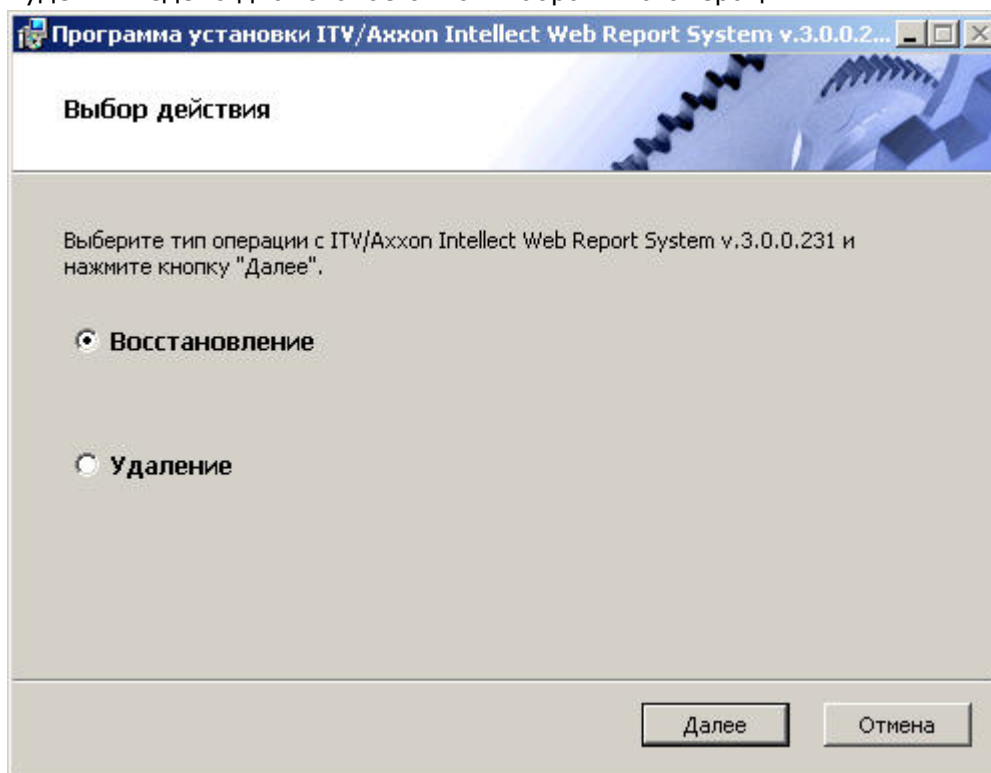 Программа установки ITV/Axxon Intellect Web Report System v.3.0.0.2...
Выбор действия
Выберите тип операции с ITV/Axxon Intellect Web Report System v.3.0.0.231 и
нажмите кнопку "Далее".
Восстановление
Удаление
Далее
Отмена